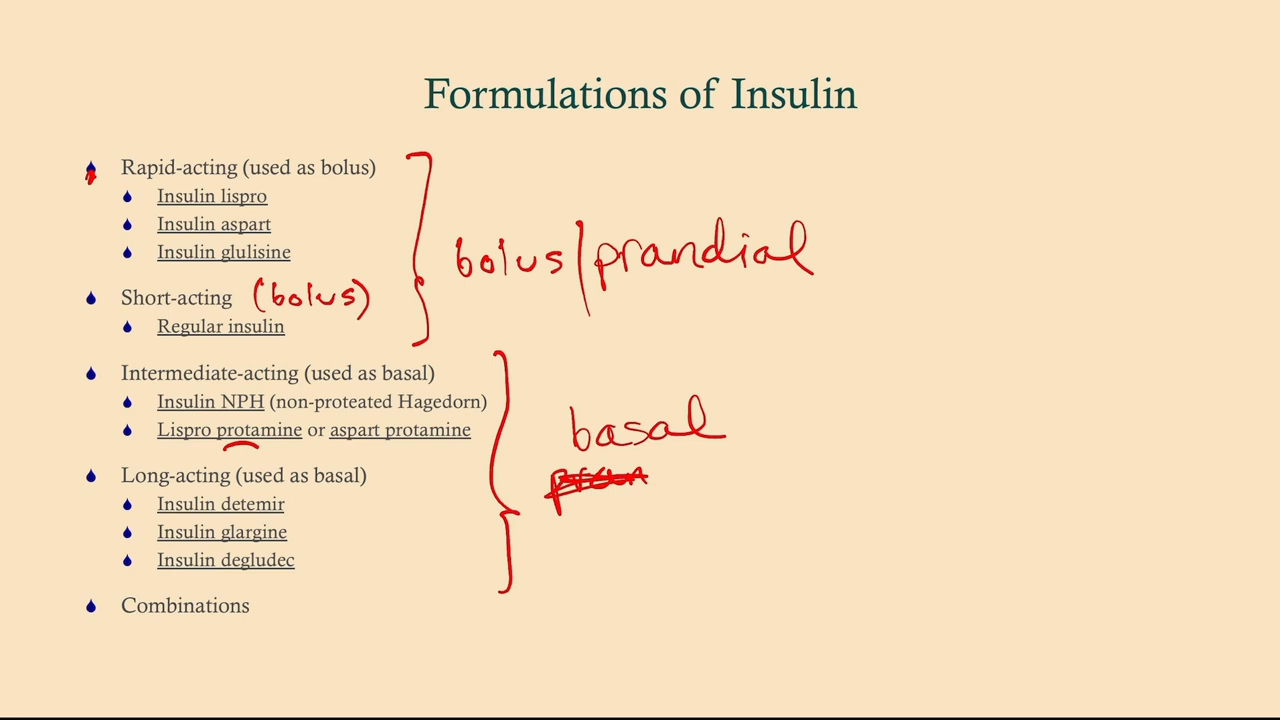 Formulations of Insulin
Rapid-acting (used as bolus)
Insulin lispro
Insulin aspart
Insulin glulisine
bolus/prandial
Short-acting (bolus)
Regular insulin
Intermediate-acting (used as basal)
Insulin NPH (non-proteated Hagedorn)
Lispro protamine or aspart protamine
basal
Long-acting (used as basal)
Insulin detemir
Insulin glargine
Insulin degludec
Combinations